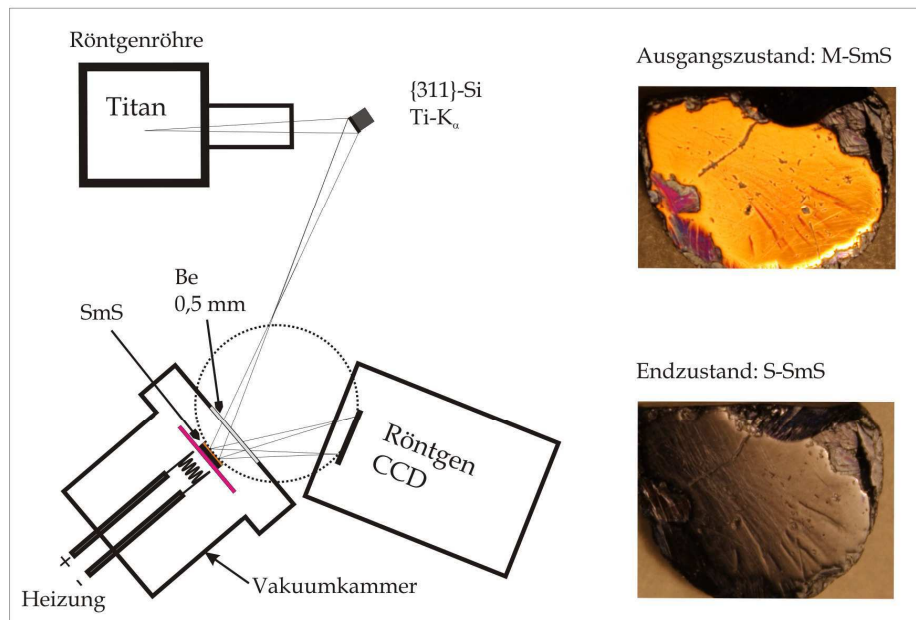 Röntgenröhre
Titan
{311}-Si
Ti-Kα
Be
0,5 mm
SmS
Röntgen
CCD
+
-
Heizung
Vakuumkammer
Ausgangszustand: M-SmS
Endzustand: S-SmS